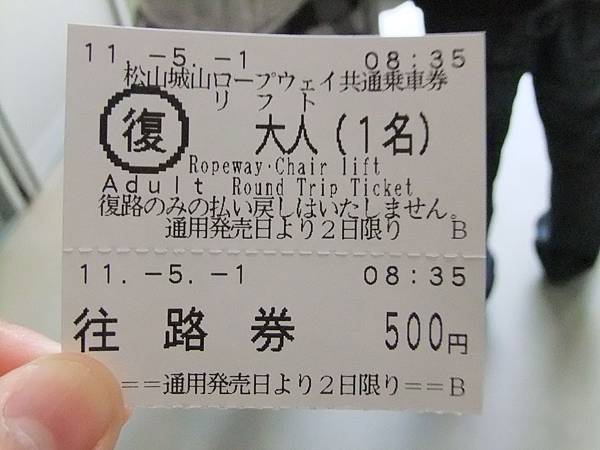 11. -5. -1 08:35
松山城山ロープウェイ共通乗車券
リフト
復 大人(1名)
Ropeway·Chair lift
Adult Round Trip Ticket
復路のみの払い戻しはいたしません。
通用発売日より2日限り B
11. -5. -1 08:35
往路券 500円
==通用発売日より2日限り==B